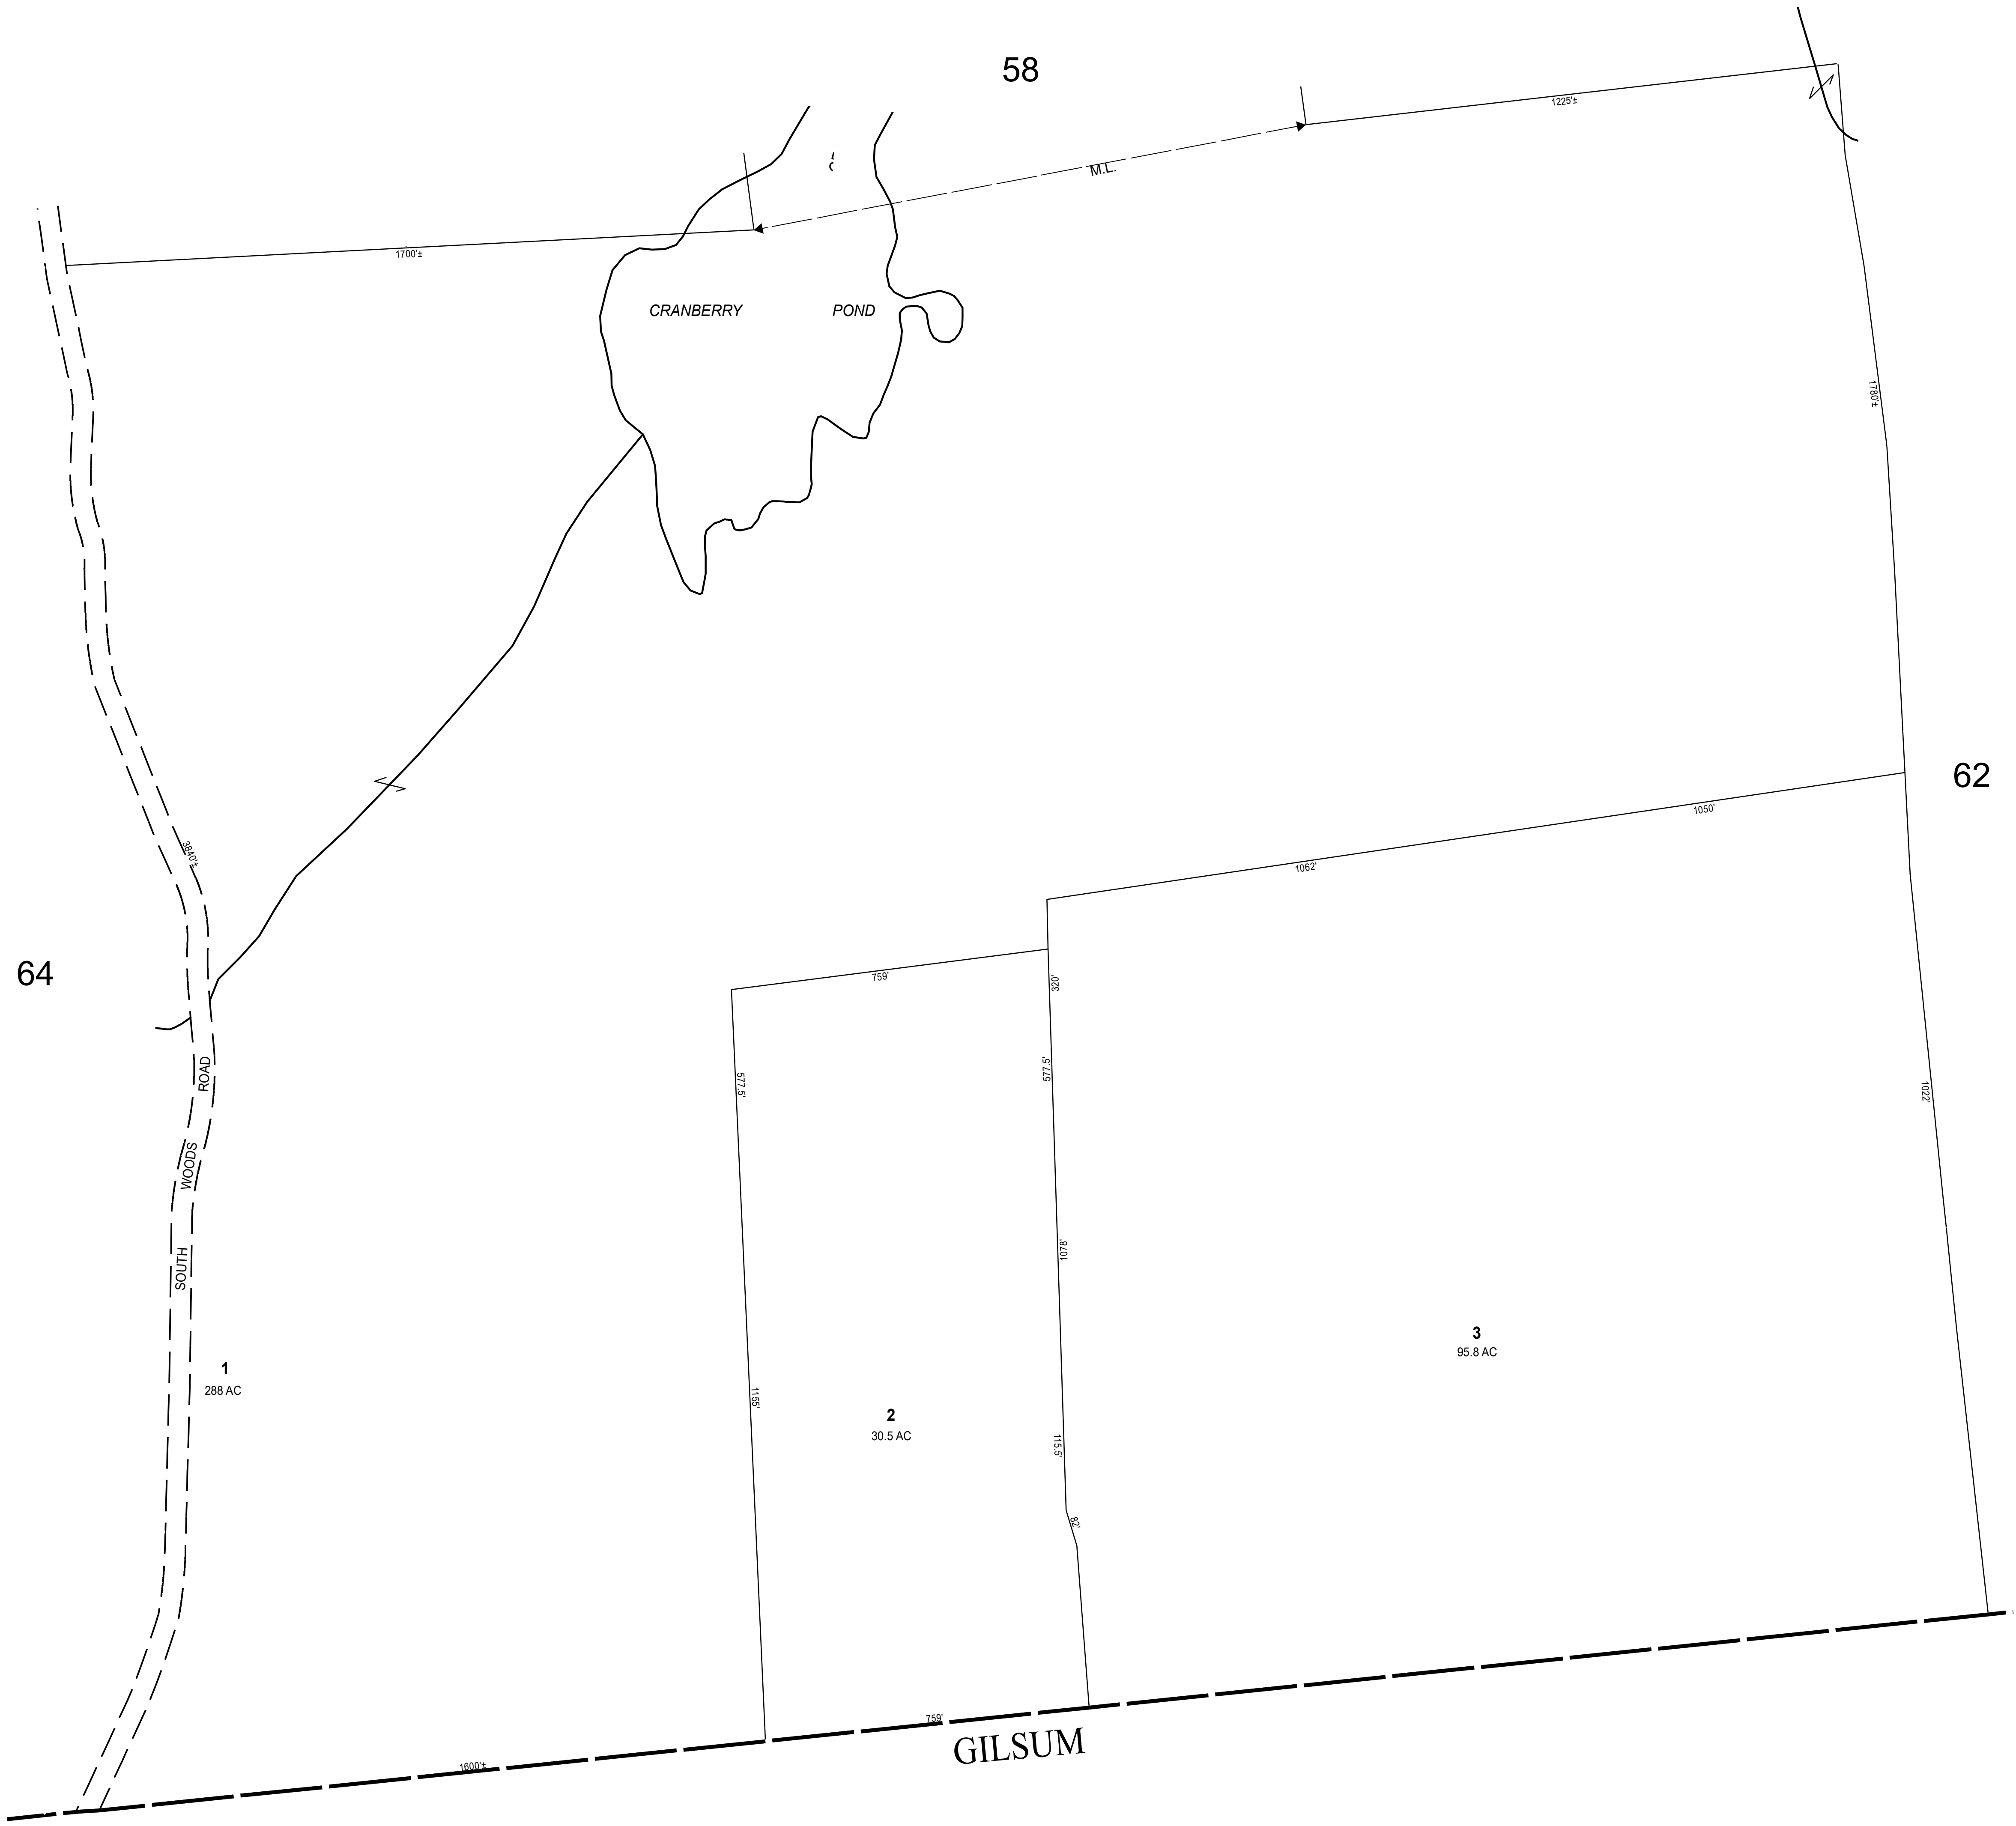 58
1225'±
M.L.
1700'±
CRANBERRY POND
1780'±
62
1050'
1062'
3840'±
64
759'
320'
577.5'
577.5'
1022'
ROAD
WOODS
SOUTH
1078'
3
95.8 AC
1
288 AC
1155'
2
30.5 AC
115.5'
82'
759'
GILSUM
1600'±